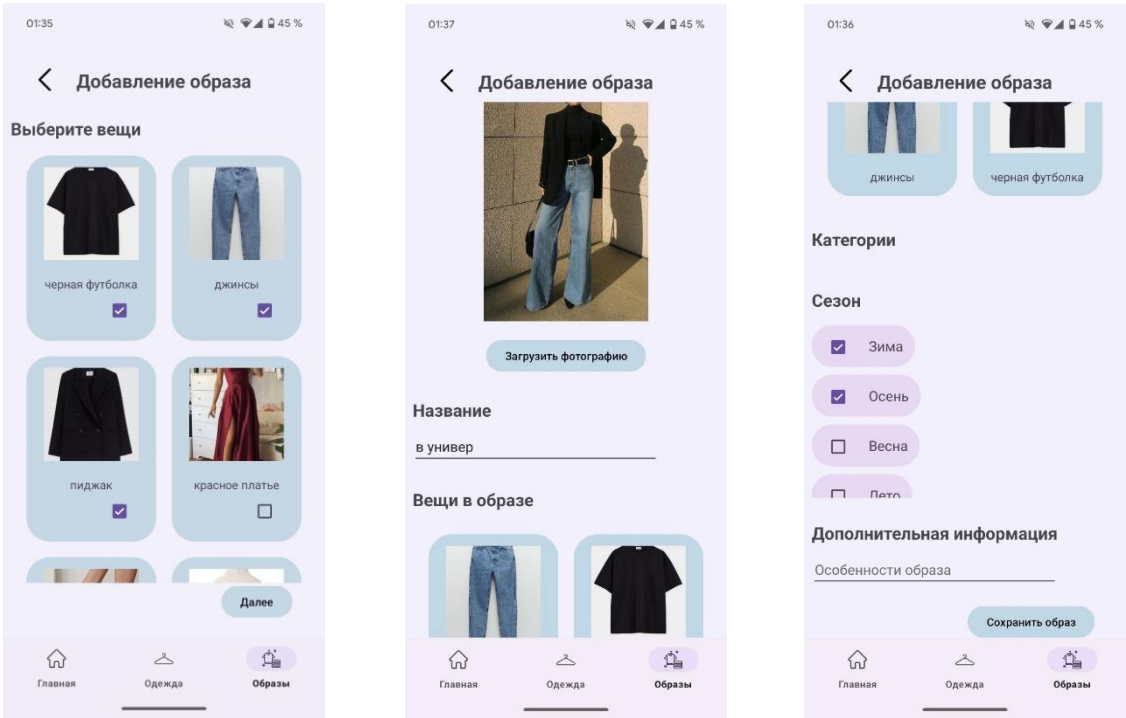 01:35 45 %
Добавление образа
Выберите вещи
черная футболка джинсы
пиджак красное платье
Далее
Главная Одежда Образы
01:37 45 %
Добавление образа
Загрузить фотографию
Название
в универ
Вещи в образе
Главная Одежда Образы
01:36 45 %
Добавление образа
джинсы черная футболка
Категории
Сезон
Зима
Осень
Весна
Лето
Дополнительная информация
Особенности образа
Сохранить образ
Главная Одежда Образы